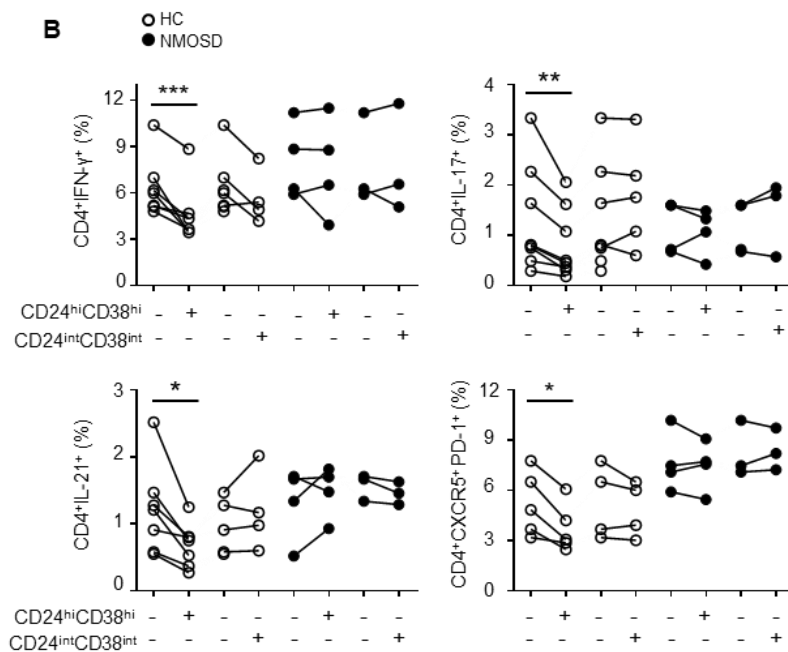 B
HC
NMOSD
CD4⁺IFN-γ⁺ (%)
12
9
6
3
0
***
CD4⁺IL-17⁺ (%)
4
3
2
1
0
**
CD24ʰⁱCD38ʰⁱ - + - - - + - -
CD24ⁱⁿᵗCD38ⁱⁿᵗ - - - + - - - +
- + - - - + - -
- - - + - - - +
CD4⁺IL-21⁺ (%)
3
2
1
0
*
CD4⁺CXCR5⁺PD-1⁺ (%)
12
9
6
3
0
*
CD24ʰⁱCD38ʰⁱ - + - - - + - -
CD24ⁱⁿᵗCD38ⁱⁿᵗ - - - + - - - +
- + - - - + - -
- - - + - - - +